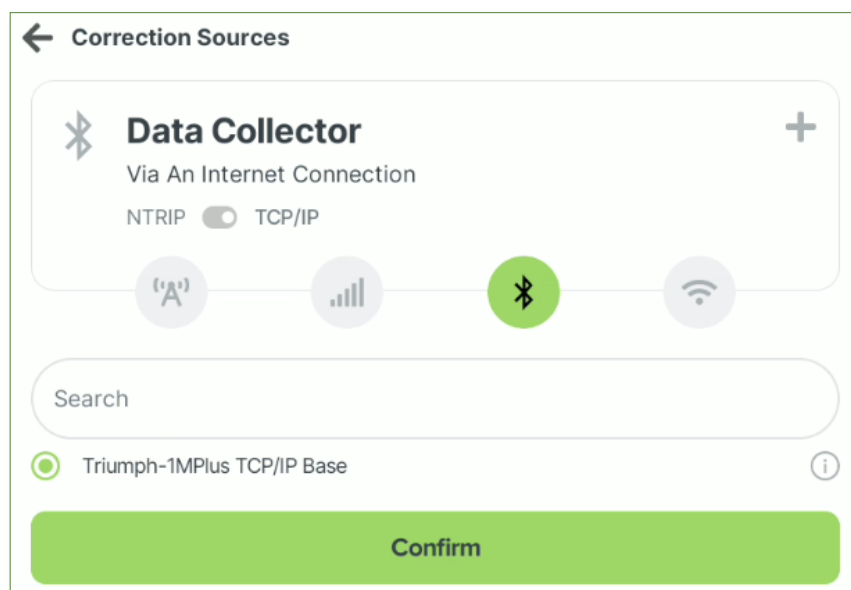 Correction Sources
Data Collector
Via An Internet Connection
NTRIP TCP/IP
Search
Triumph-1MPlus TCP/IP Base
Confirm